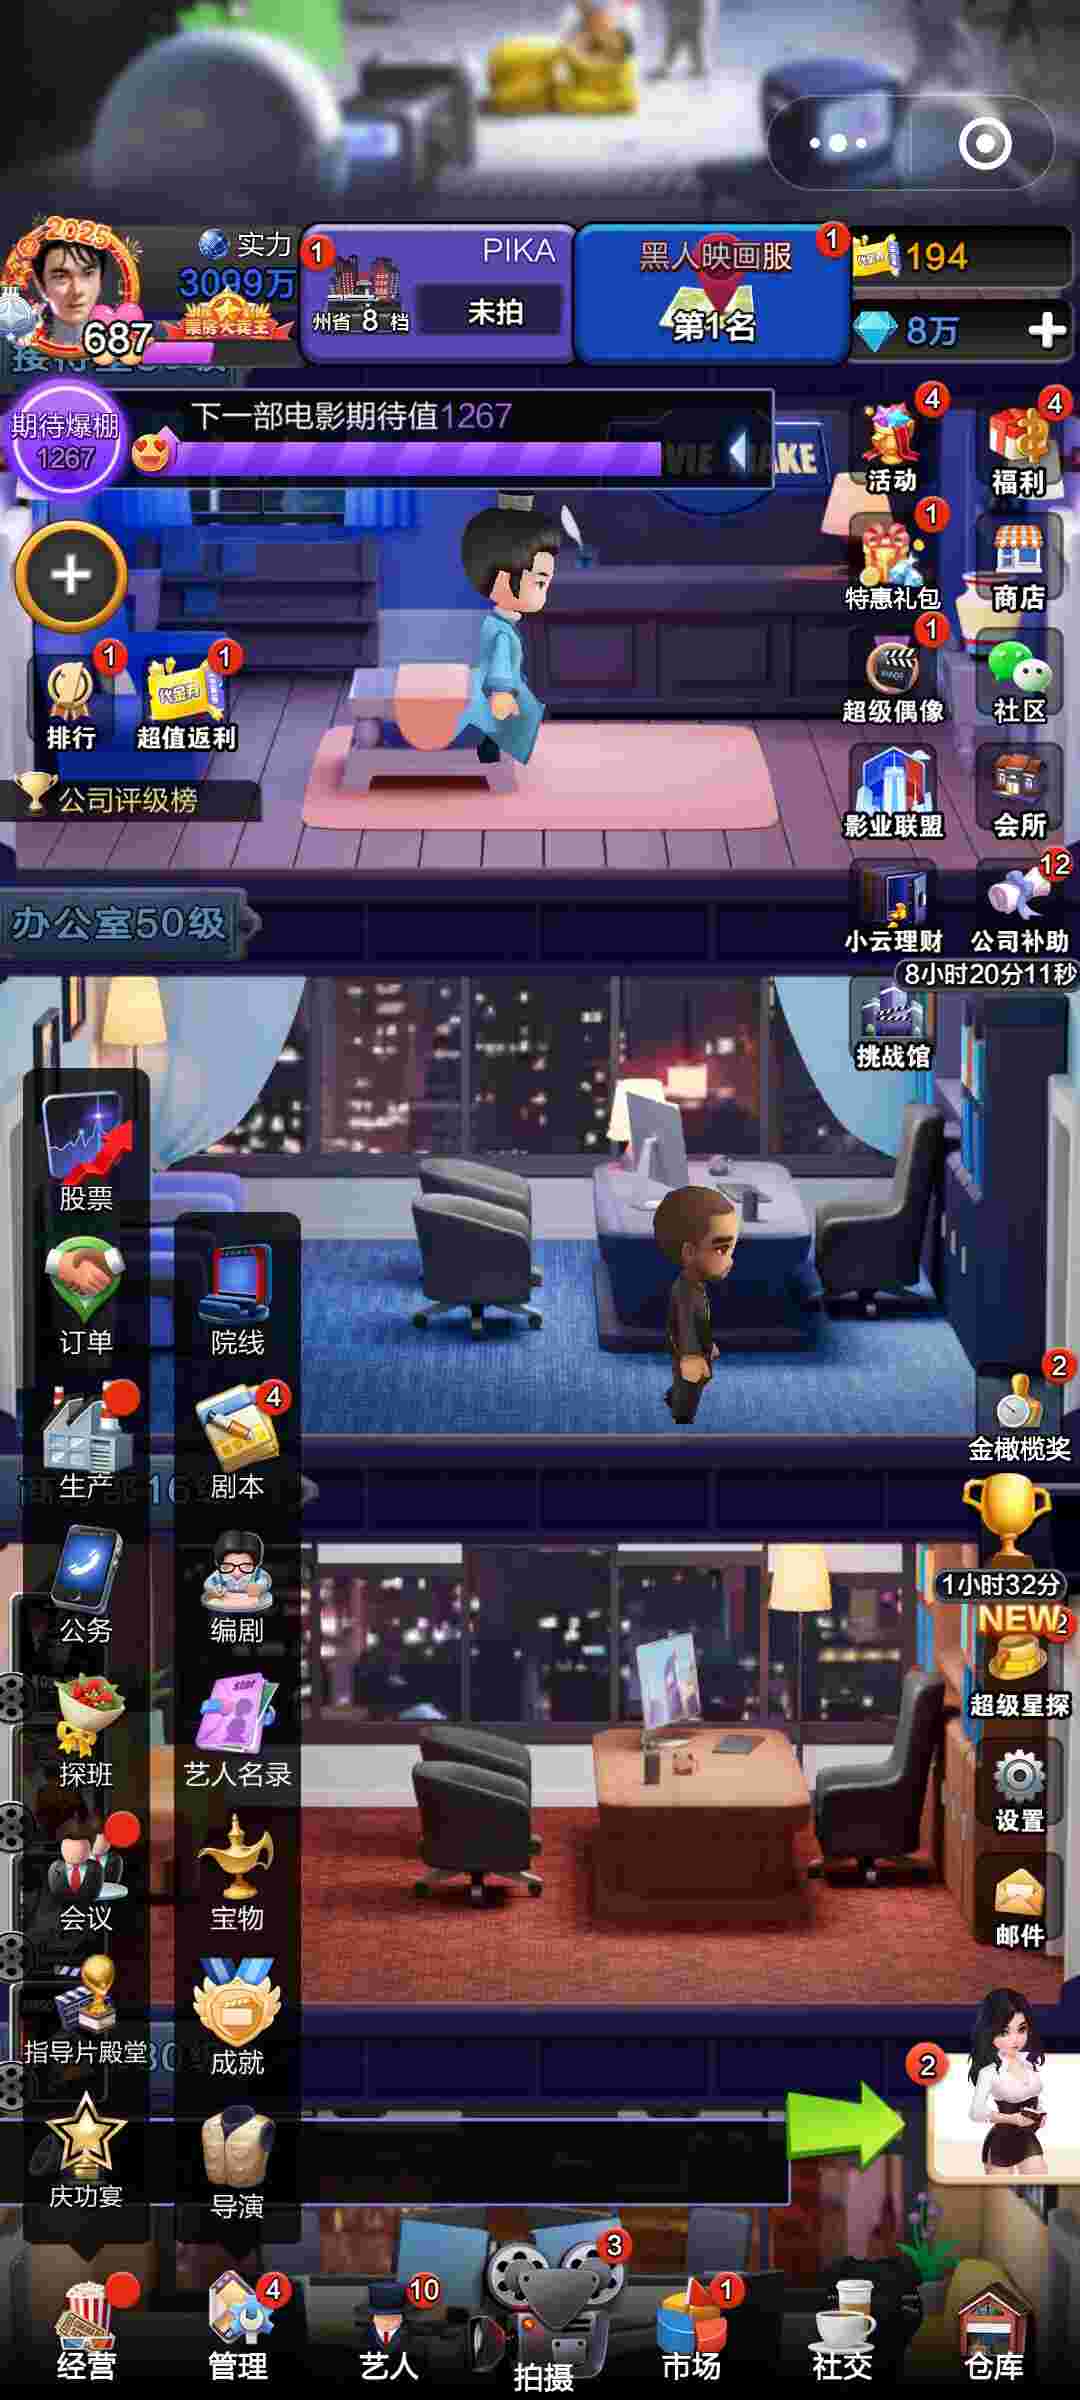 2025
实力
3099万
687
票房大卖王
1
PIKA
州省 8 档
未拍
黑人映画服
1
第1名
代金券
194
8万
期待爆棚
1267
下一部电影期待值1267
活动
4
福利
4
特惠礼包
1
商店
1
排行
1
超值返利
代金券
超级偶像
1
社区
公司评级榜
影业联盟
会所
办公室50级
小云理财
公司补助
12
8小时20分11秒
挑战馆
股票
订单
院线
生产
剧本
4
2
金橄榄奖
公务
编剧
1小时32分
NEW
2
超级星探
探班
star
艺人名录
设置
会议
宝物
邮件
指导片殿堂
成就
2
庆功宴
导演
经营
管理
4
艺人
10
拍摄
3
市场
1
社交
仓库